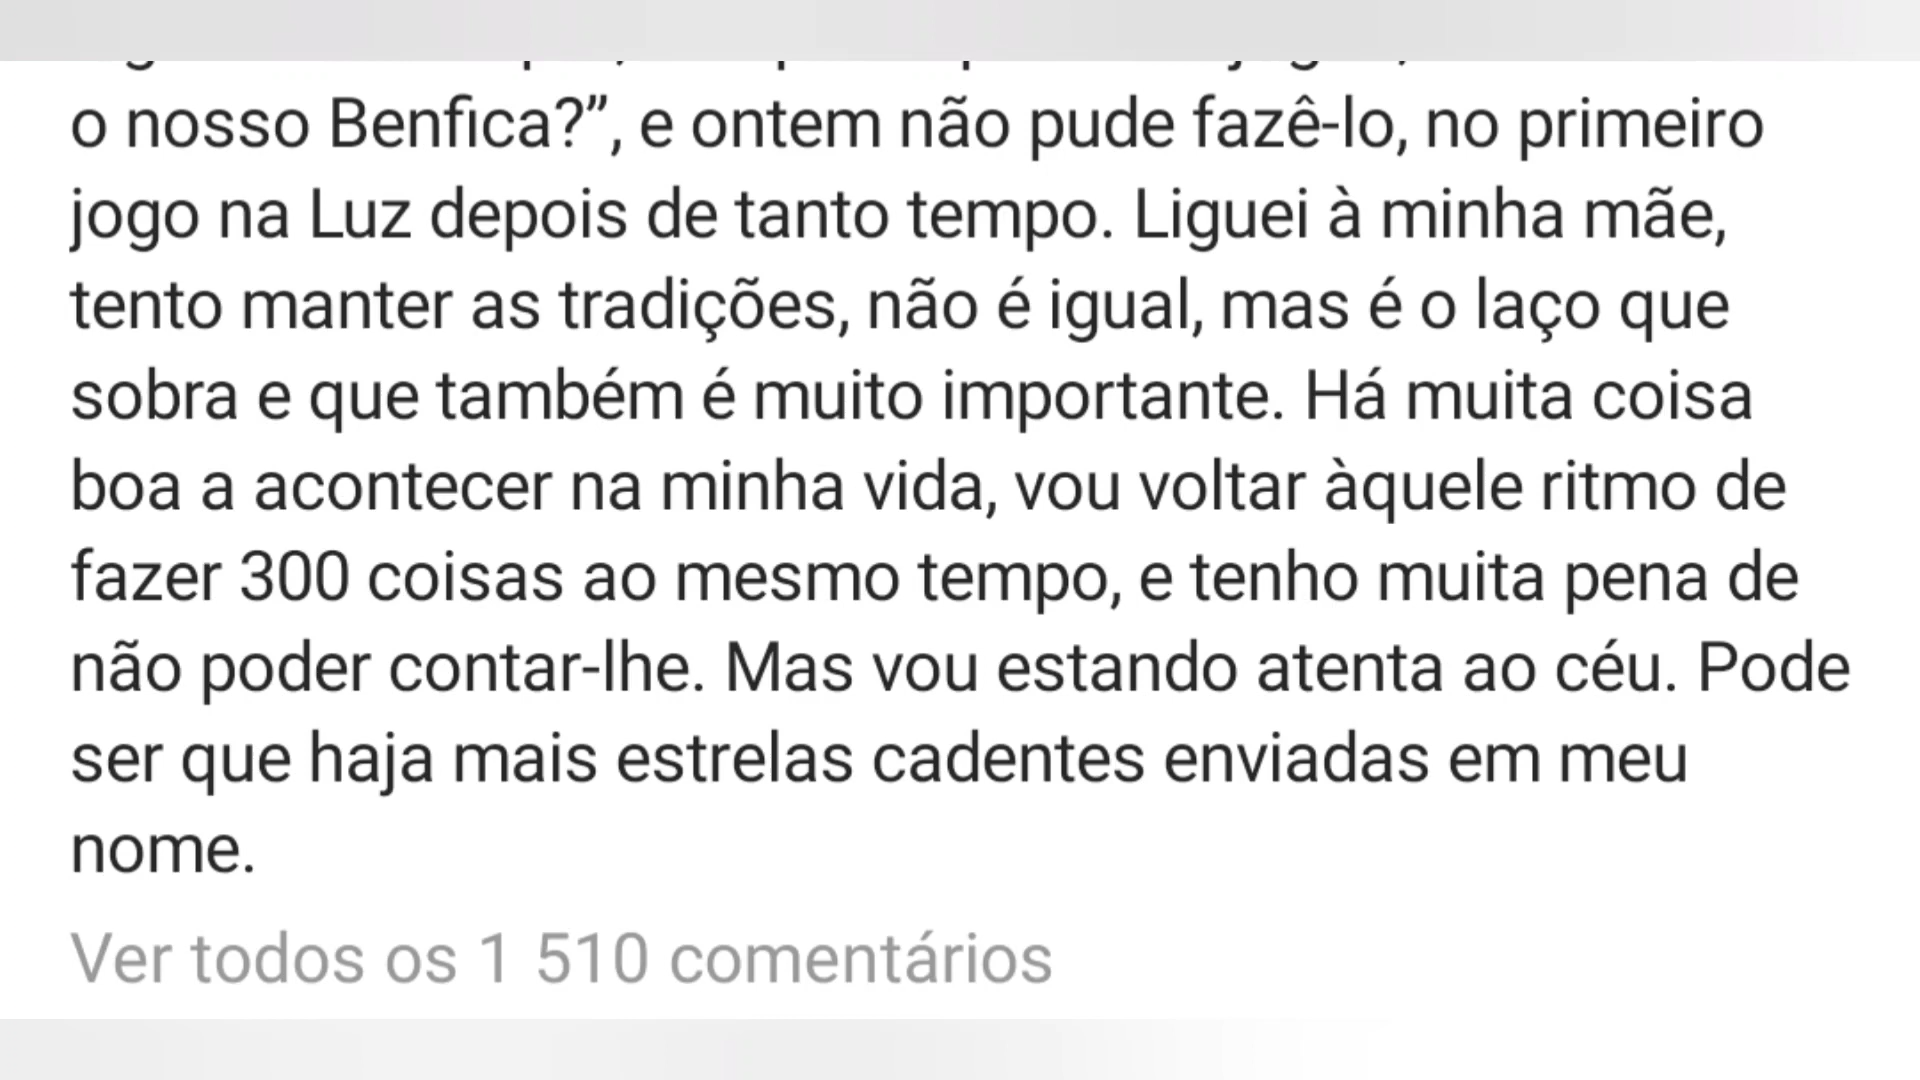 o nosso Benfica?”, e ontem não pude fazê-lo, no primeiro
jogo na Luz depois de tanto tempo. Liguei à minha mãe,
tento manter as tradições, não é igual, mas é o laço que
sobra e que também é muito importante. Há muita coisa
boa a acontecer na minha vida, vou voltar àquele ritmo de
fazer 300 coisas ao mesmo tempo, e tenho muita pena de
não poder contar-lhe. Mas vou estando atenta ao céu. Pode
ser que haja mais estrelas cadentes enviadas em meu
nome.
Ver todos os 1 510 comentários